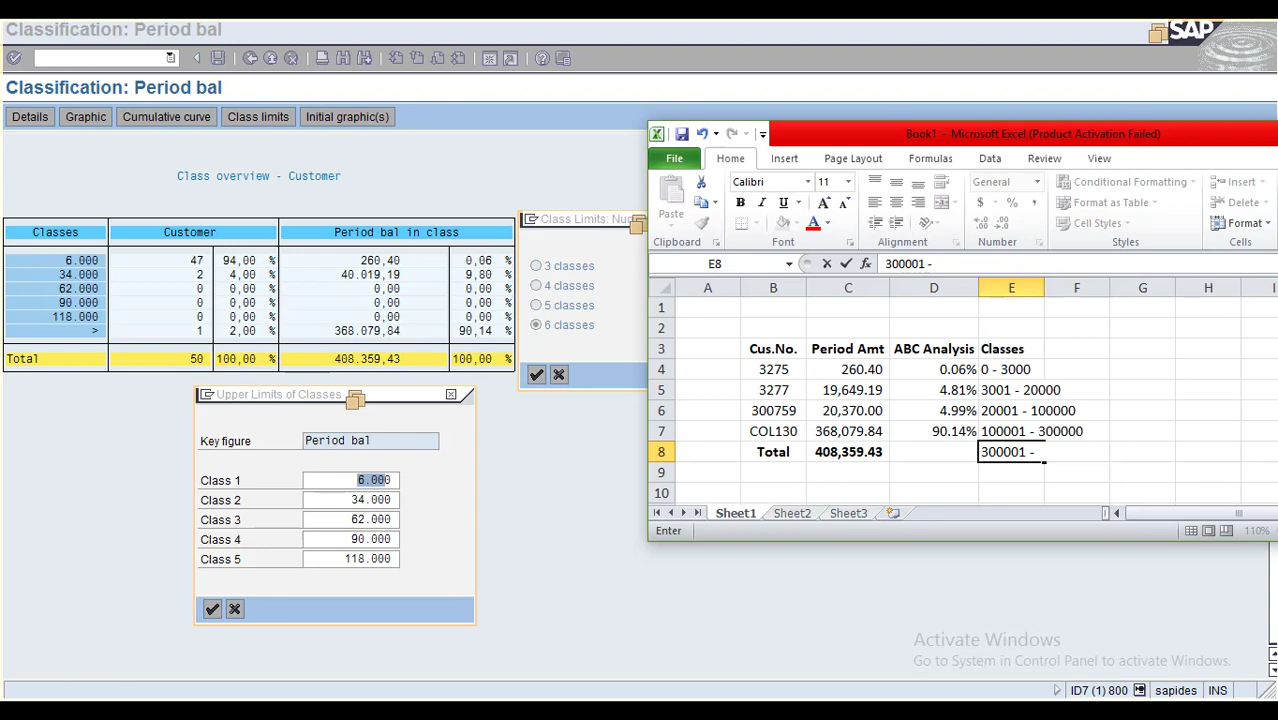 Classification: Period bal
SAP
Classification: Period bal
Details Graphic Cumulative curve Class limits Initial graphic(s)
Class overview - Customer
Classes Customer Period bal in class
6.000 47 94,00 % 260,40 0,06 %
34.000 2 4,00 % 40.019,19 9,80 %
62.000 0 0,00 % 0,00 0,00 %
90.000 0 0,00 % 0,00 0,00 %
118.000 0 0,00 % 0,00 0,00 %
> 1 2,00 % 368.079,84 90,14 %
Total 50 100,00 % 408.359,43 100,00 %
Class Limits: Nu
3 classes
4 classes
5 classes
6 classes
Upper Limits of Classes
Key figure Period bal
Class 1 6.000
Class 2 34.000
Class 3 62.000
Class 4 90.000
Class 5 118.000
Book1 - Microsoft Excel (Product Activation Failed)
File Home Insert Page Layout Formulas Data Review View
Calibri 11 General Conditional Formatting Insert
Paste B I U A $ % , Format as Table Delete
Cell Styles Format
Clipboard Font Alignment Number Styles Cells
E8 fx 300001 -
A B C D E F G H I
1
2
3 Cus.No. Period Amt ABC Analysis Classes
4 3275 260.40 0.06% 0 - 3000
5 3277 19,649.19 4.81% 3001 - 20000
6 300759 20,370.00 4.99% 20001 - 100000
7 COL130 368,079.84 90.14% 100001 - 300000
8 Total 408,359.43 300001 -
9
10
Sheet1 Sheet2 Sheet3
Enter 110%
Activate Windows
Go to System in Control Panel to activate Windows.
ID7 (1) 800 sapides INS